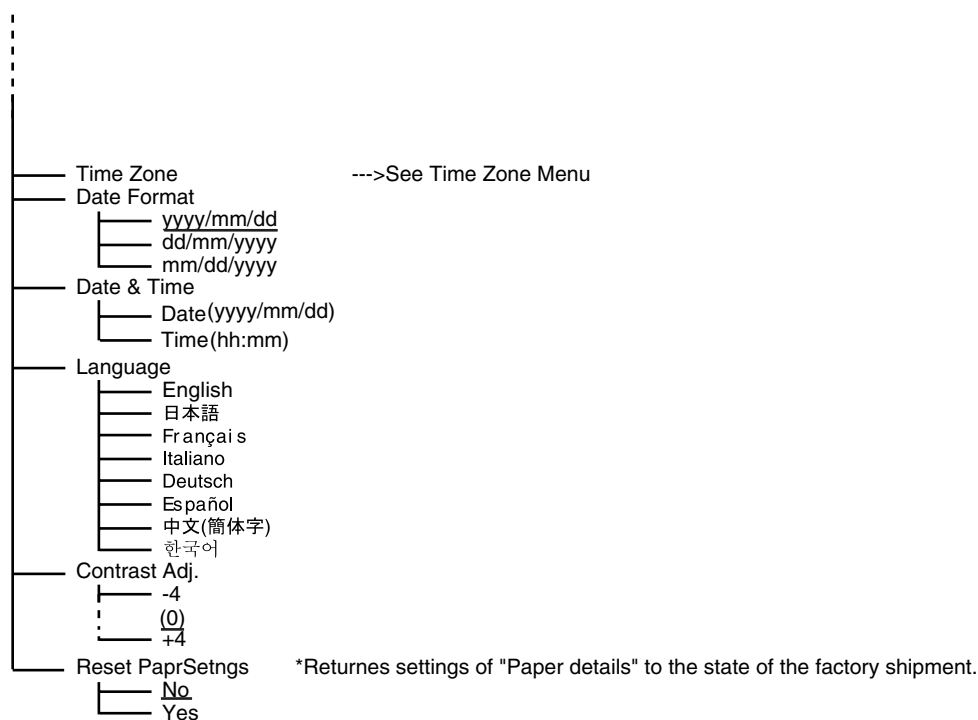 Time Zone --->See Time Zone Menu
Date Format
yyyy/mm/dd
dd/mm/yyyy
mm/dd/yyyy
Date & Time
Date(yyyy/mm/dd)
Time(hh:mm)
Language
English
日本語
Français
Italiano
Deutsch
Español
中文(簡体字)
한국어
Contrast Adj.
-4
(0)
+4
Reset PaprSetngs *Returnes settings of "Paper details" to the state of the factory shipment.
No
Yes